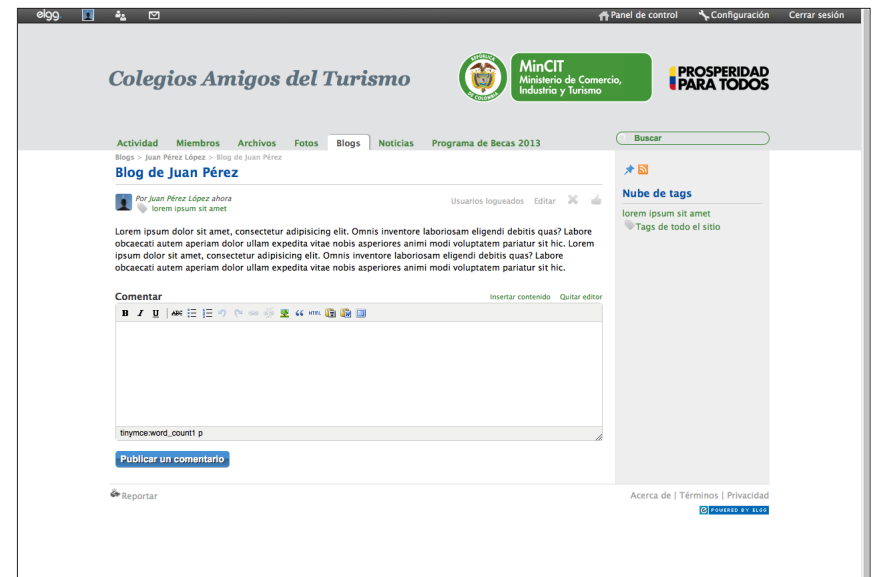 elgg. Panel de control Configuración Cerrar sesión
Colegios Amigos del Turismo
REPÚBLICA DE COLOMBIA
MinCIT
Ministerio de Comercio,
Industria y Turismo
PROSPERIDAD
PARA TODOS
Actividad Miembros Archivos Fotos Blogs Noticias Programa de Becas 2013
Buscar
Blogs > Juan Pérez López > Blog de Juan Pérez
Blog de Juan Pérez
Por Juan Pérez López ahora
lorem ipsum sit amet
Usuarios logueados Editar
Lorem ipsum dolor sit amet, consectetur adipisicing elit. Omnis inventore laboriosam eligendi debitis quas? Labore
obcaecati autem aperiam dolor ullam expedita vitae nobis asperiores animi modi voluptatem pariatur sit hic. Lorem
ipsum dolor sit amet, consectetur adipisicing elit. Omnis inventore laboriosam eligendi debitis quas? Labore
obcaecati autem aperiam dolor ullam expedita vitae nobis asperiores animi modi voluptatem pariatur sit hic.
Comentar
Insertar contenido Quitar editor
B I U ABC HTML
tinymce:word_count1 p
Publicar un comentario
Nube de tags
lorem ipsum sit amet
Tags de todo el sitio
Reportar
Acerca de | Términos | Privacidad
POWERED BY ELGG